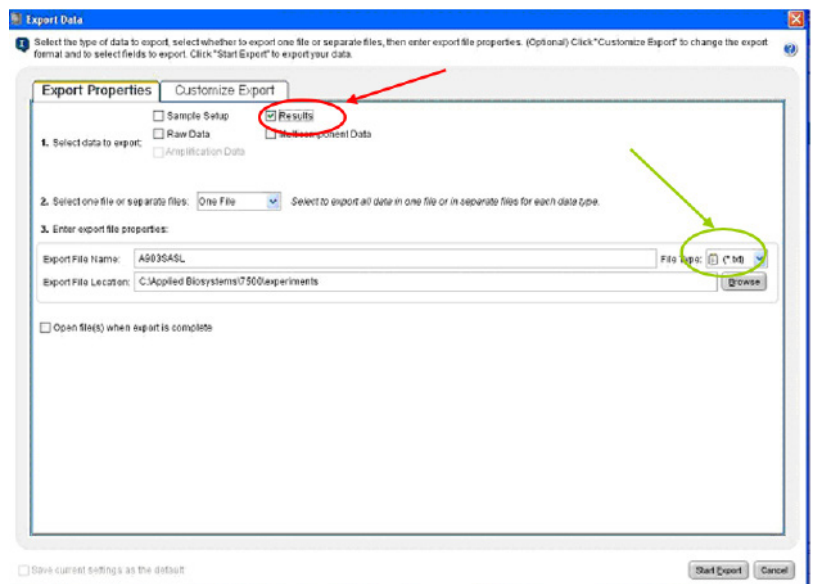 Export Data
Select the type of data to export, select whether to export one file or separate files, then enter export file properties. (Optional) Click "Customize Export" to change the export
format and to select fields to export. Click "Start Export" to export your data.
Export Properties Customize Export
Sample Setup Results
1. Select data to export: Raw Data Multicomponent Data
Amplification Data
2. Select one file or separate files: One File Select to export all data in one file or in separate files for each data type.
3. Enter export file properties:
Export File Name: A903SASL File Type: (*.txt)
Export File Location: C:\Applied Biosystems\7500\experiments Browse
Open file(s) when export is complete
Save current settings as the default
Start Export Cancel